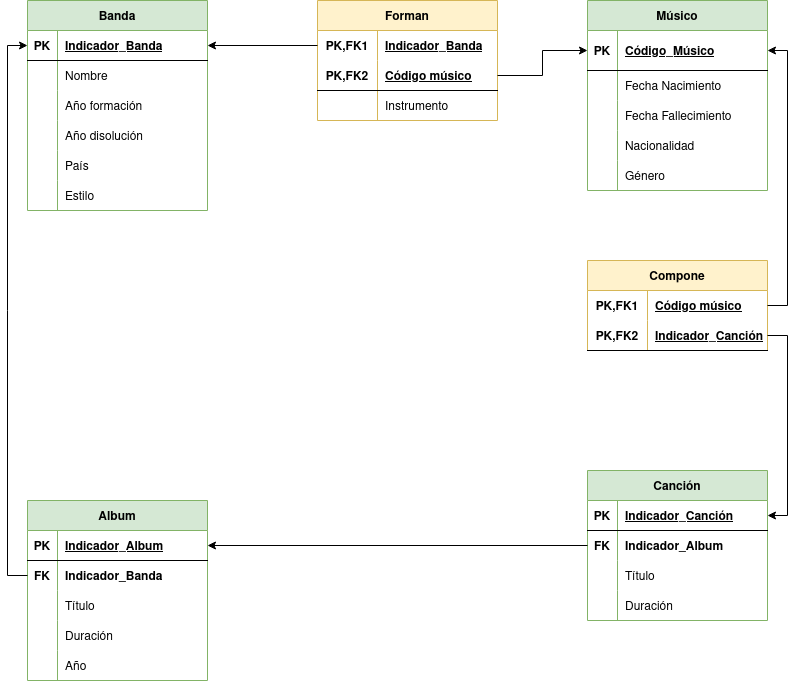 Banda
PK Indicador_Banda
Nombre
Año formación
Año disolución
País
Estilo
Forman
PK,FK1 Indicador_Banda
PK,FK2 Código músico
Instrumento
Músico
PK Código_Músico
Fecha Nacimiento
Fecha Fallecimiento
Nacionalidad
Género
Compone
PK,FK1 Código músico
PK,FK2 Indicador_Canción
Album
PK Indicador_Album
FK Indicador_Banda
Título
Duración
Año
Canción
PK Indicador_Canción
FK Indicador_Album
Título
Duración